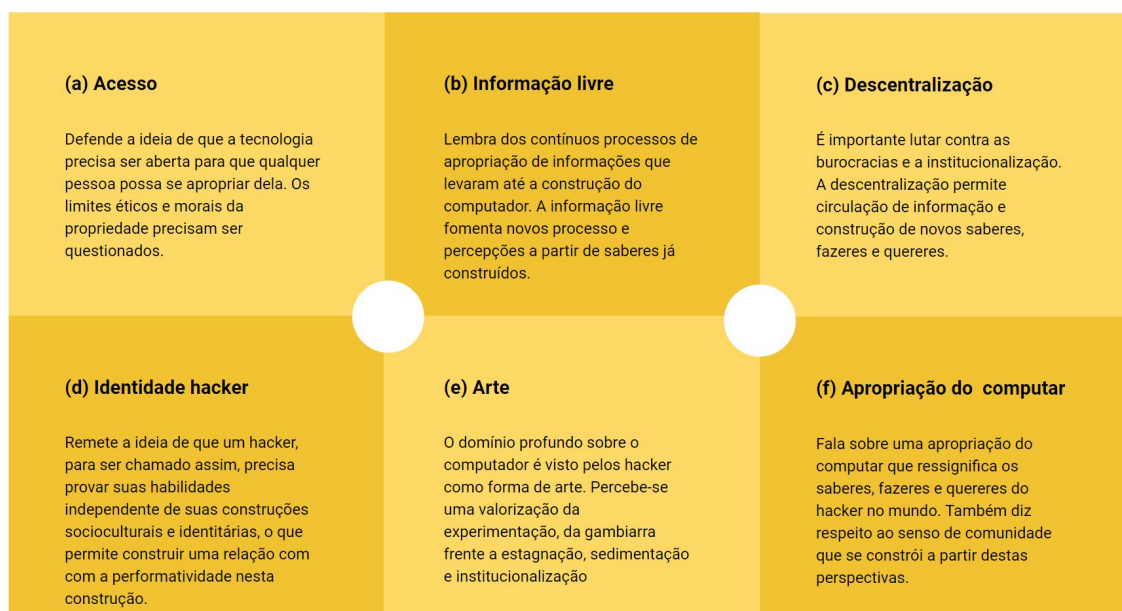 (a) Acesso
Defende a ideia de que a tecnologia
precisa ser aberta para que qualquer
pessoa possa se apropriar dela. Os
limites éticos e morais da
propriedade precisam ser
questionados.
(b) Informação livre
Lembra dos contínuos processos de
apropriação de informações que
levaram até a construção do
computador. A informação livre
fomenta novos processo e
percepções a partir de saberes já
construídos.
(c) Descentralização
É importante lutar contra as
burocracias e a institucionalização.
A descentralização permite
circulação de informação e
construção de novos saberes,
fazeres e quereres.
(d) Identidade hacker
Remete a ideia de que um hacker,
para ser chamado assim, precisa
provar suas habilidades
independente de suas construções
socioculturais e identitárias, o que
permite construir uma relação com
com a performatividade nesta
construção.
(e) Arte
O domínio profundo sobre o
computador é visto pelos hacker
como forma de arte. Percebe-se
uma valorização da
experimentação, da gambiarra
frente a estagnação, sedimentação
e institucionalização
(f) Apropriação do  computar
Fala sobre uma apropriação do
computar que ressignifica os
saberes, fazeres e quereres do
hacker no mundo. Também diz
respeito ao senso de comunidade
que se constrói a partir destas
perspectivas.